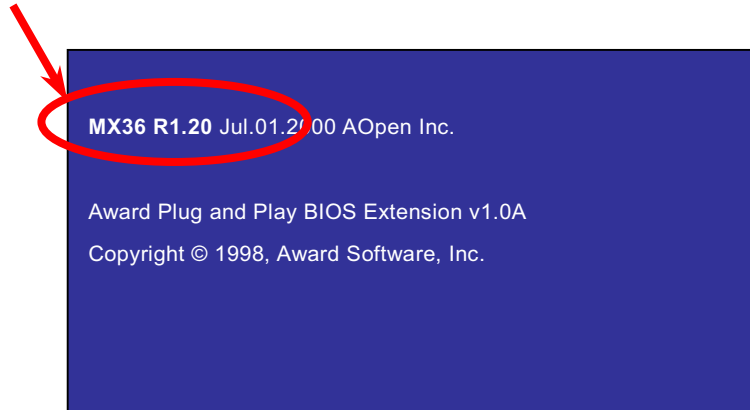 MX36 R1.20 Jul.01.2000 AOpen Inc.
Award Plug and Play BIOS Extension v1.0A
Copyright © 1998, Award Software, Inc.